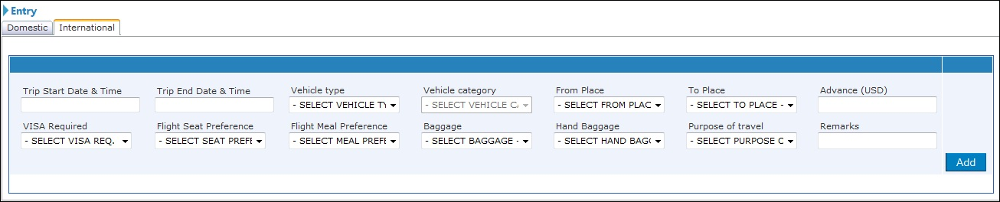 Entry
Domestic International
Trip Start Date & Time Trip End Date & Time Vehicle type Vehicle category From Place To Place Advance (USD)
- SELECT VEHICLE TY - SELECT VEHICLE CA - SELECT FROM PLAC - SELECT TO PLACE -
VISA Required Flight Seat Preference Flight Meal Preference Baggage Hand Baggage Purpose of travel Remarks
- SELECT VISA REQ. - SELECT SEAT PREFE - SELECT MEAL PREFE - SELECT BAGGAGE - - SELECT HAND BAGG - SELECT PURPOSE O
Add